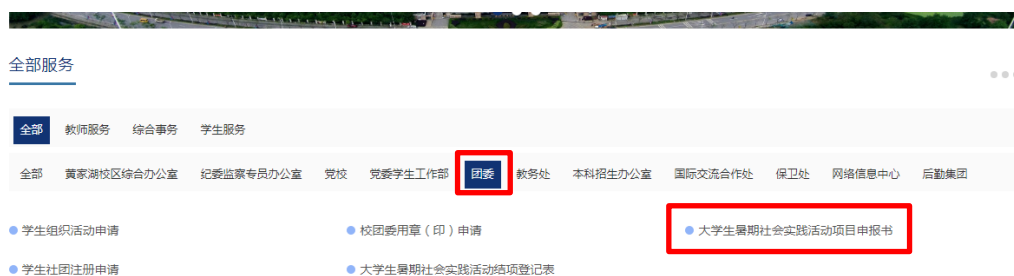 全部服务
全部 教师服务 综合事务 学生服务
全部 黄家湖校区综合办公室 纪委监察专员办公室 党校 党委学生工作部 团委 教务处 本科招生办公室 国际交流合作处 保卫处 网络信息中心 后勤集团
学生组织活动申请 校团委用章（印）申请 大学生暑期社会实践活动项目申报书
学生社团注册申请 大学生暑期社会实践活动结项登记表